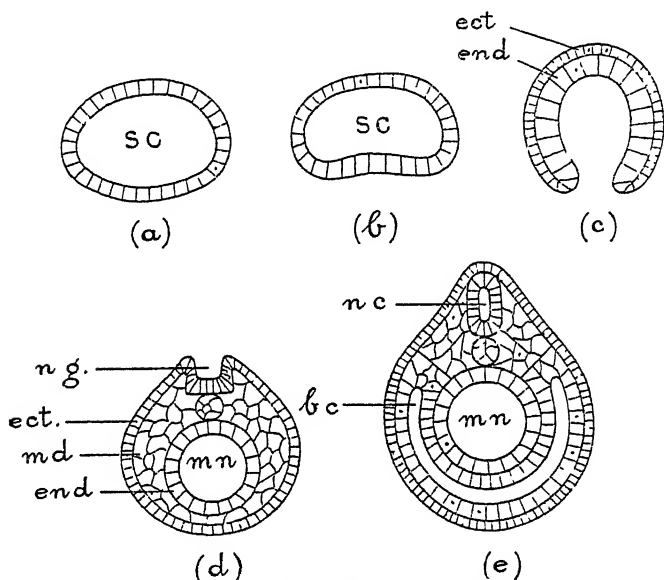 ect
end
SC
SC
(a)
(b)
(c)
n g.
ect.
md
end
mn
(d)
n c
b c
mn
(e)